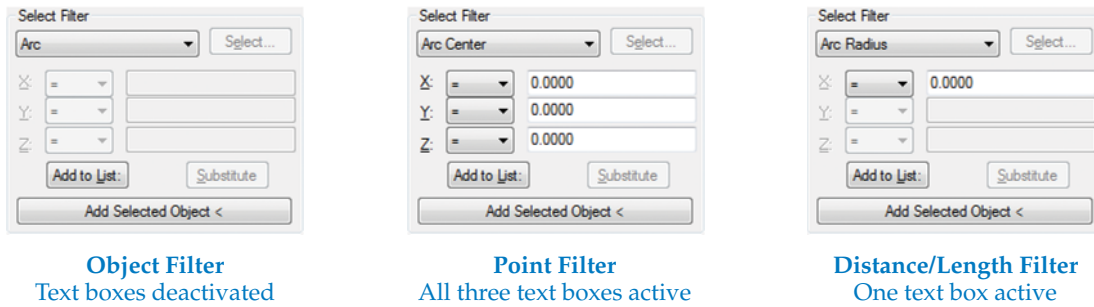 Select Filter
Arc
Select...
X: =
Y: =
Z: =
Add to List:
Substitute
Add Selected Object <
Object Filter
Text boxes deactivated
Select Filter
Arc Center
Select...
X: = 0.0000
Y: = 0.0000
Z: = 0.0000
Add to List:
Substitute
Add Selected Object <
Point Filter
All three text boxes active
Select Filter
Arc Radius
Select...
X: = 0.0000
Y: =
Z: =
Add to List:
Substitute
Add Selected Object <
Distance/Length Filter
One text box active